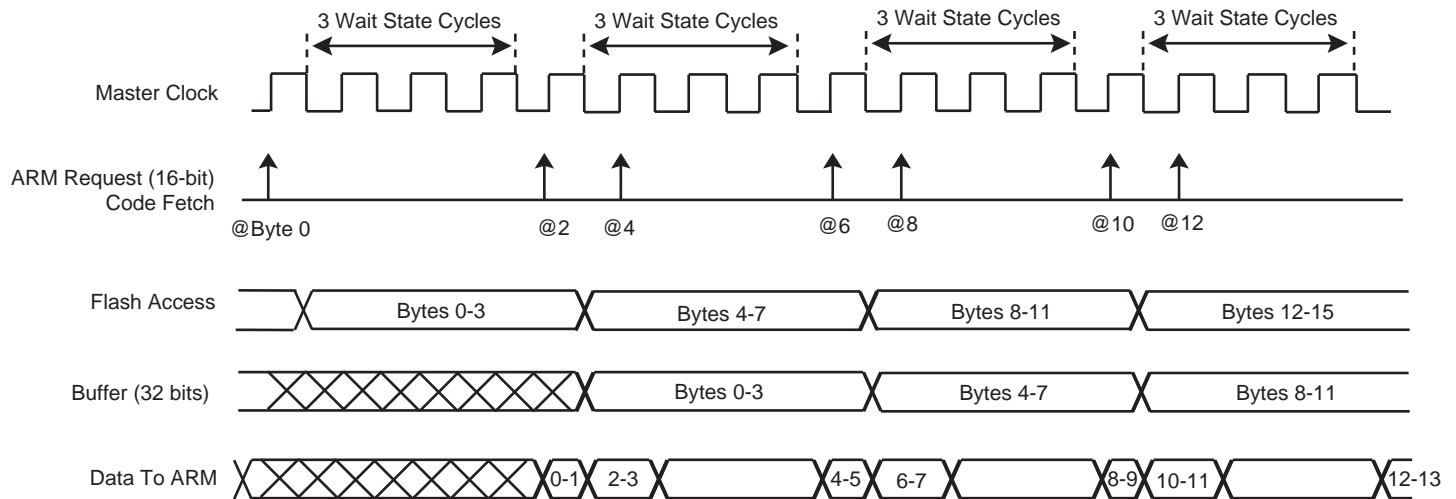 3 Wait State Cycles 3 Wait State Cycles 3 Wait State Cycles 3 Wait State Cycles
Master Clock
ARM Request (16-bit)
Code Fetch
@Byte 0 @2 @4 @6 @8 @10 @12
Flash Access Bytes 0-3 Bytes 4-7 Bytes 8-11 Bytes 12-15
Buffer (32 bits) Bytes 0-3 Bytes 4-7 Bytes 8-11
Data To ARM 0-1 2-3 4-5 6-7 8-9 10-11 12-13